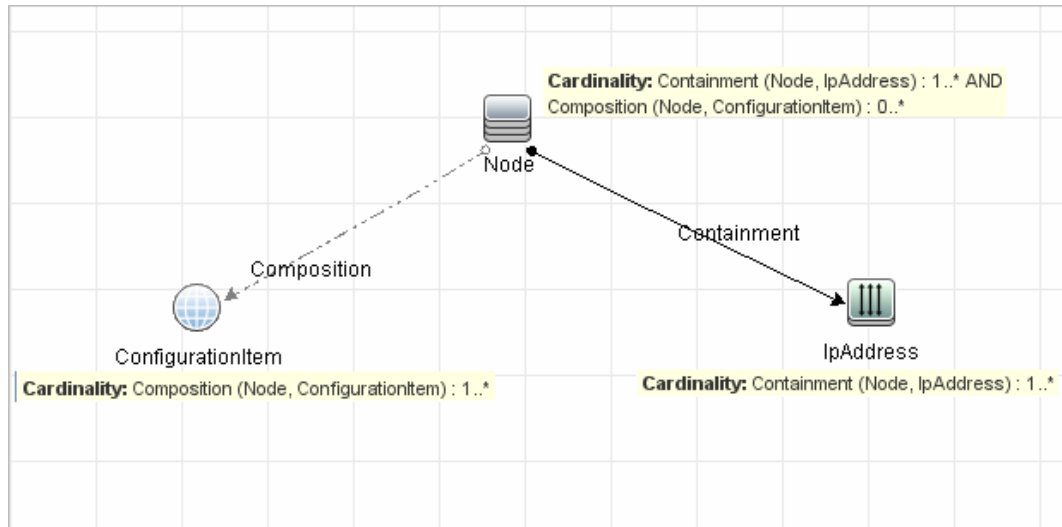 Cardinality: Containment (Node, IpAddress) : 1..* AND
Composition (Node, ConfigurationItem) : 0..*
Node
Containment
Composition
ConfigurationItem
IpAddress
Cardinality: Composition (Node, ConfigurationItem) : 1..*
Cardinality: Containment (Node, IpAddress) : 1..*